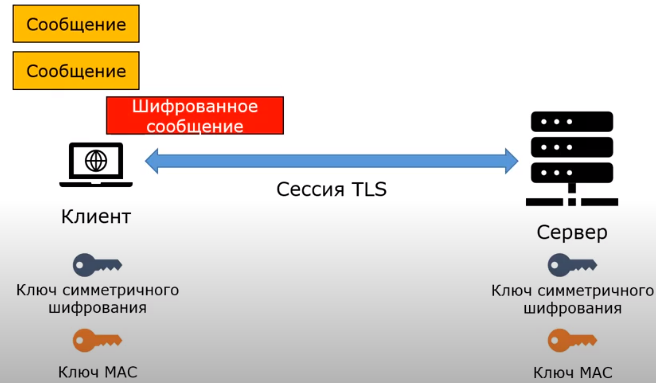 Сообщение
Сообщение
Шифрованное
сообщение
Сессия TLS
Клиент
Сервер
Ключ симметричного
шифрования
Ключ симметричного
шифрования
Ключ MAC
Ключ MAC